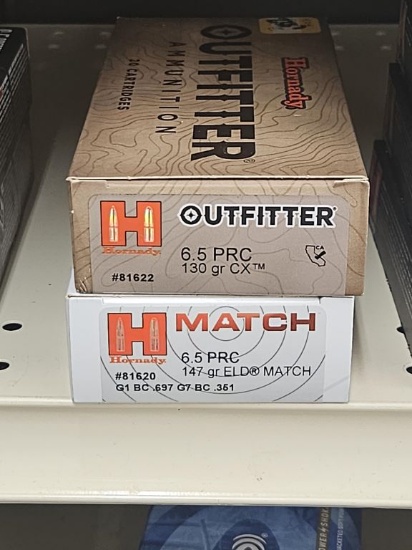 Hornady
OUTFITTER®
AMMUNITION
20 CARTRIDGES
H
Hornady
OUTFITTER®
6.5 PRC
130 gr CX™
CA
#81622
H
Hornady
MATCH
6.5 PRC
#81620
147 gr ELD® MATCH
G1 BC .697 G7 BC .351